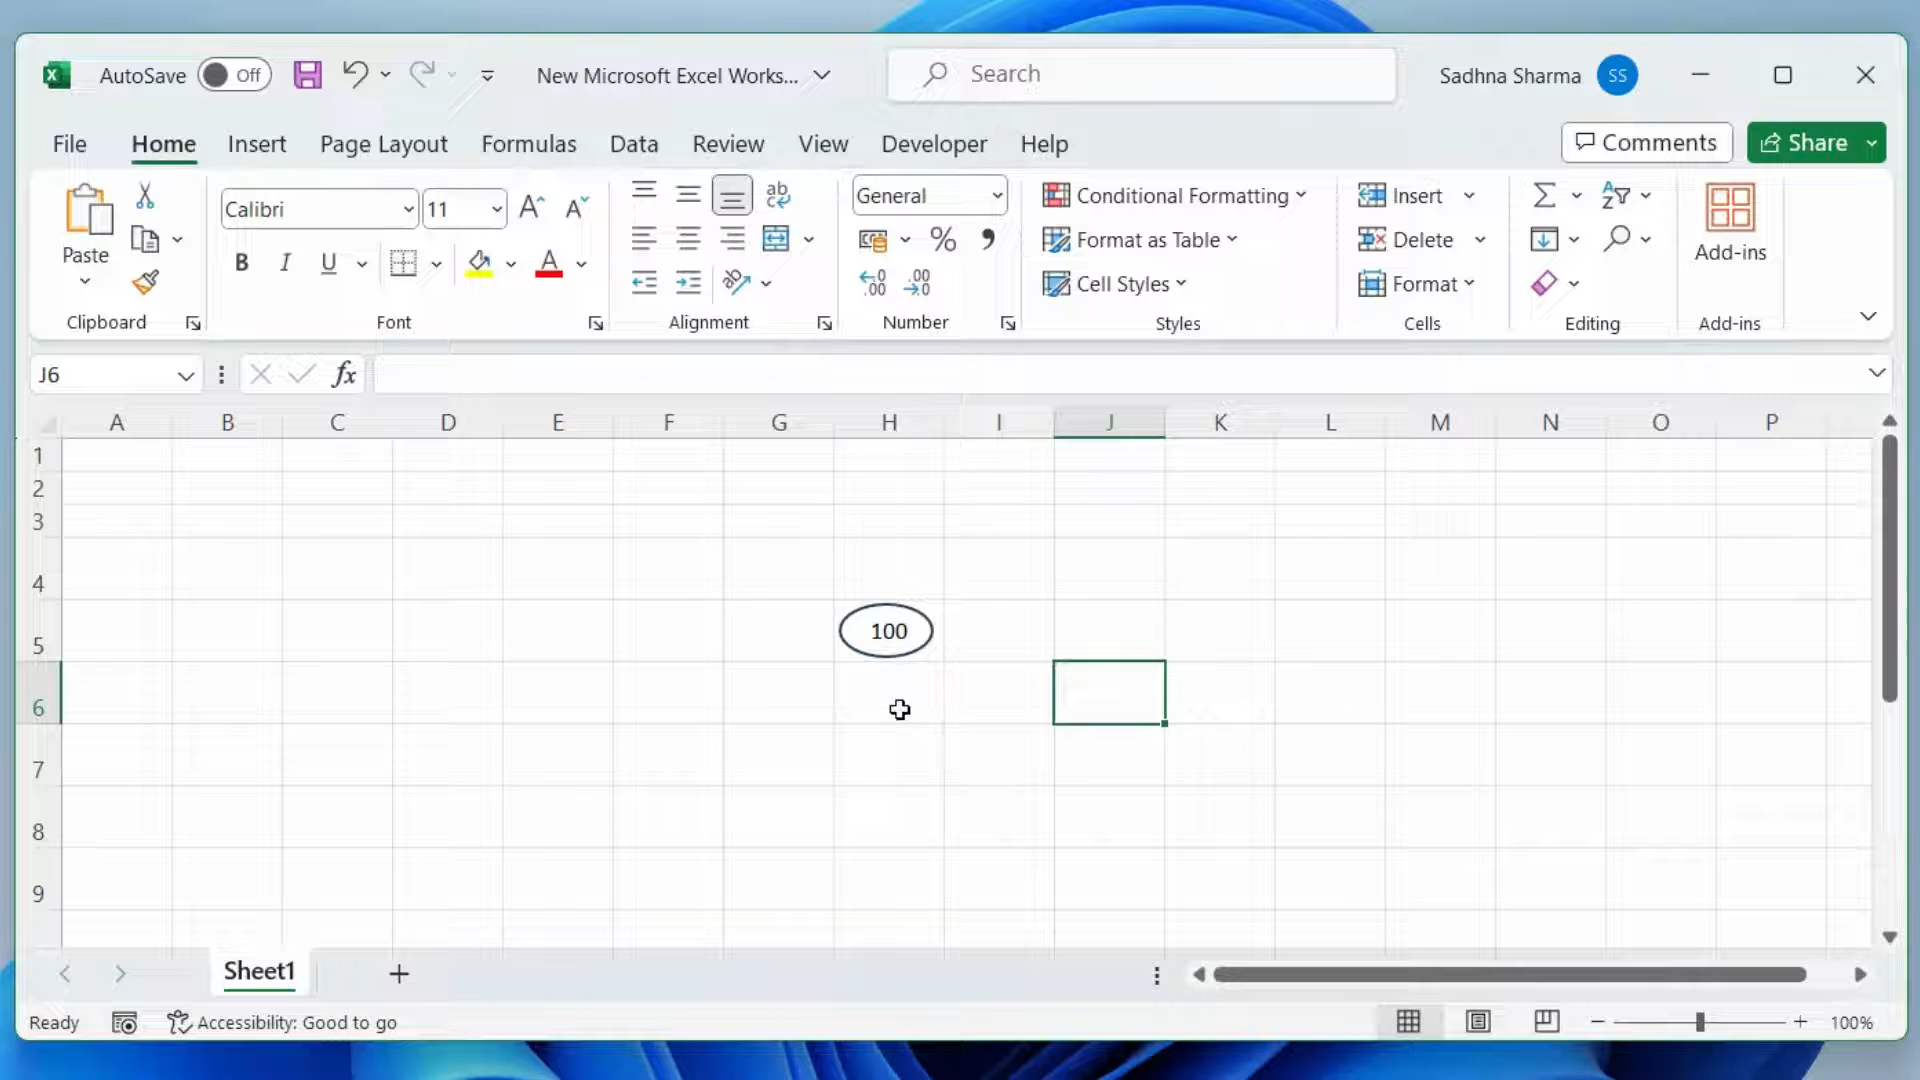 AutoSave Off New Microsoft Excel Works... Search Sadhna Sharma SS
File Home Insert Page Layout Formulas Data Review View Developer Help Comments Share
Paste
Clipboard
Calibri 11
B I U A
Font
ab
Alignment
General
% ,
.00 .00
Number
Conditional Formatting
Format as Table
Cell Styles
Styles
Insert
Delete
Format
Cells
Editing
Add-ins
Add-ins
J6 fx
A B C D E F G H I J K L M N O P
1
2
3
4
5 100
6
7
8
9
Sheet1
Ready Accessibility: Good to go 100%